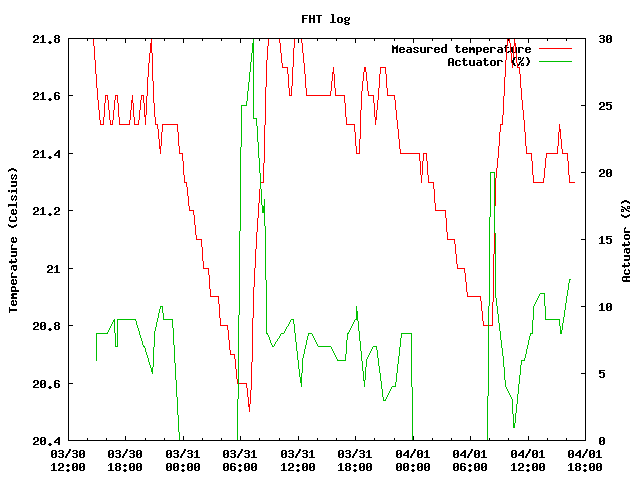 FHT log
Measured temperature
Actuator (%)
Temperature (Celsius)
Actuator (%)
21.8
21.6
21.4
21.2
21
20.8
20.6
20.4
30
25
20
15
10
5
0
03/30 03/30 03/31 03/31 03/31 03/31 04/01 04/01 04/01 04/01
12:00 18:00 00:00 06:00 12:00 18:00 00:00 06:00 12:00 18:00